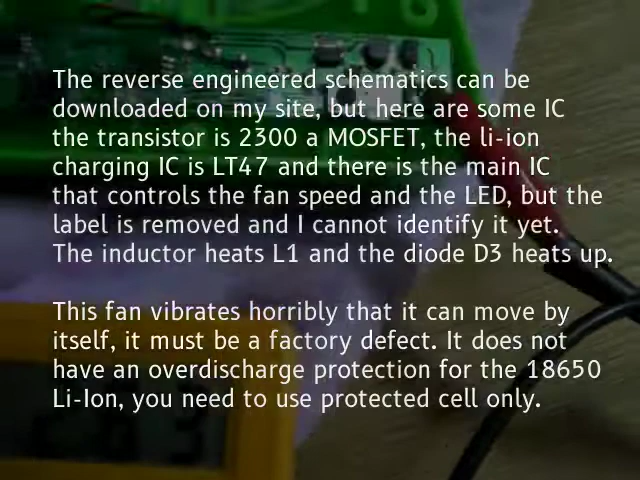 The reverse engineered schematics can be
downloaded on my site, but here are some IC
the transistor is 2300 a MOSFET, the li-ion
charging IC is LT47 and there is the main IC
that controls the fan speed and the LED, but the
label is removed and I cannot identify it yet.
The inductor heats L1 and the diode D3 heats up.
This fan vibrates horribly that it can move by
itself, it must be a factory defect. It does not
have an overdischarge protection for the 18650
Li-Ion, you need to use protected cell only.